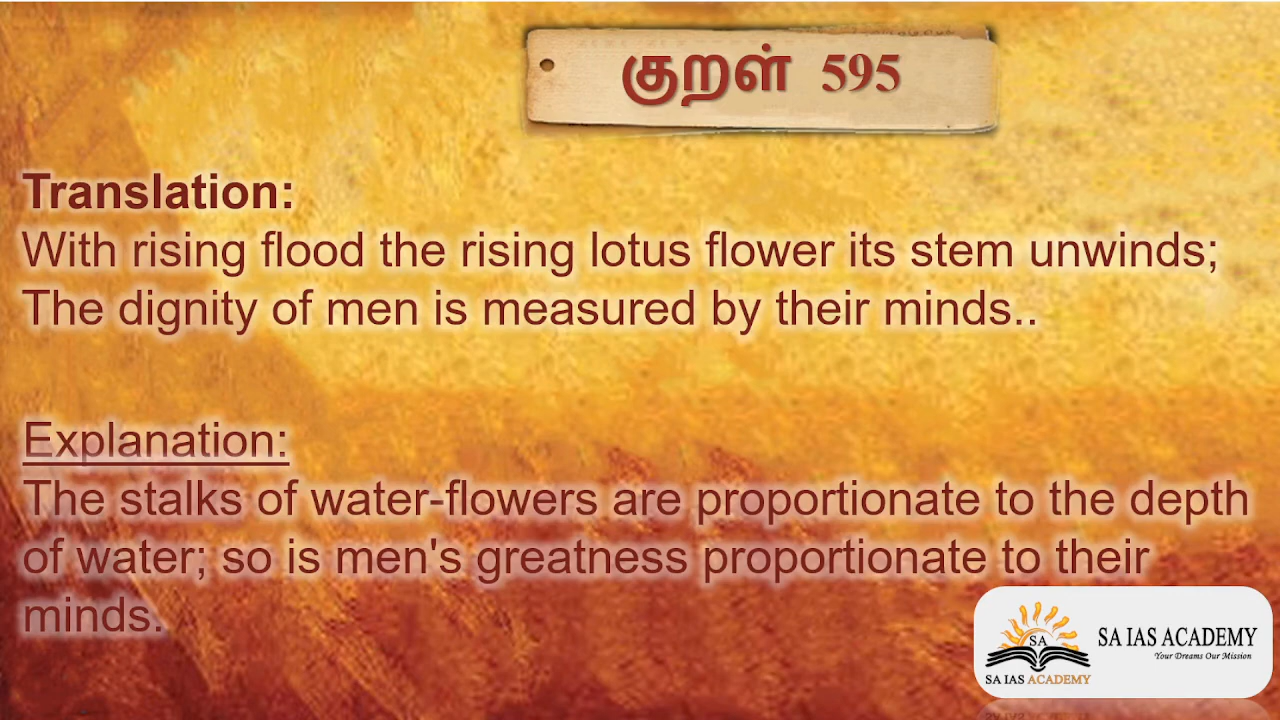 குறள் 595
Translation:
With rising flood the rising lotus flower its stem unwinds;
The dignity of men is measured by their minds..
Explanation:
The stalks of water-flowers are proportionate to the depth
of water; so is men's greatness proportionate to their
minds.
SA
SA IAS ACADEMY
SA IAS ACADEMY
Your Dreams Our Mission